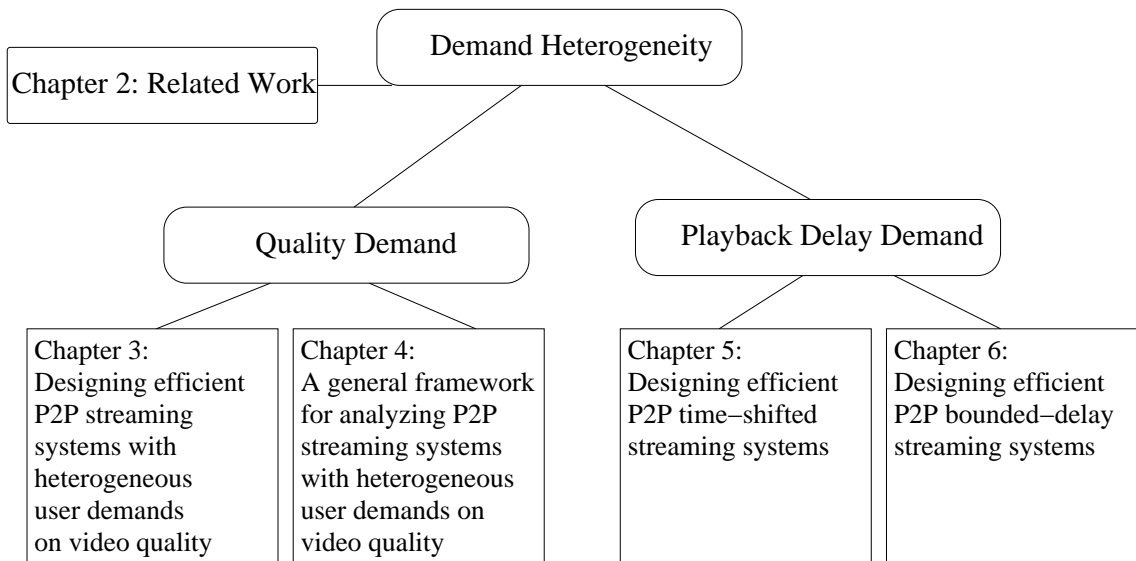 Demand Heterogeneity
Chapter 2: Related Work
Quality Demand
Playback Delay Demand
Chapter 3:
Designing efficient
P2P streaming
systems with
heterogeneous
user demands
on video quality
Chapter 4:
A general framework
for analyzing P2P
streaming systems
with heterogeneous
user demands on
video quality
Chapter 5:
Designing efficient
P2P time−shifted
streaming systems
Chapter 6:
Designing efficient
P2P bounded−delay
streaming systems